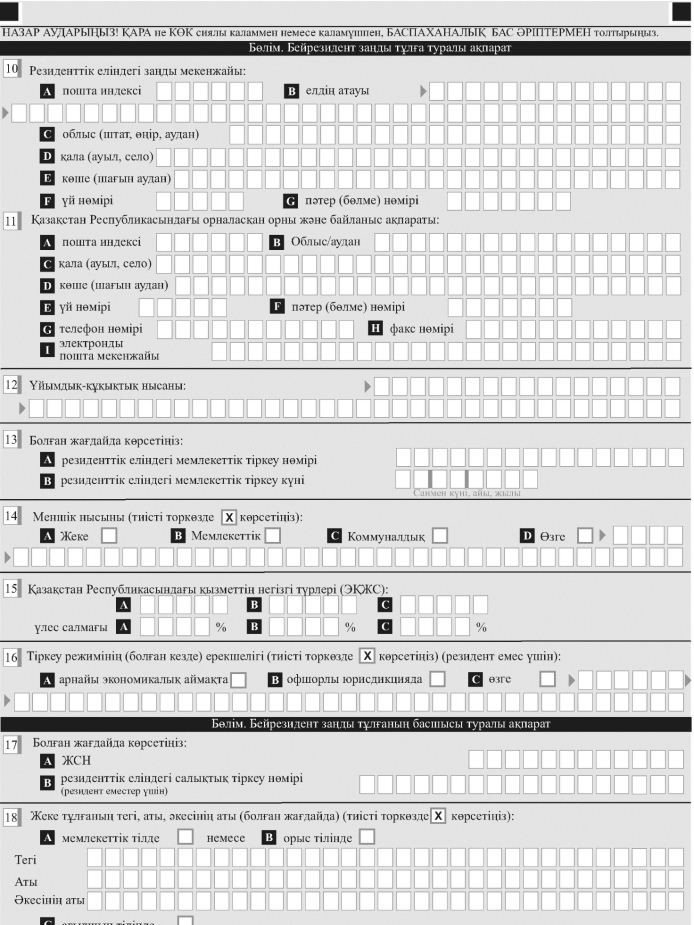 НАЗАР АУДАРЫҢЫЗ! ҚАРА не КӨК сиялы қаламмен немесе қаламұшпен, БАСПАХАНАЛЫҚ БАС ӘРІПТЕРМЕН толтырыңыз.
Бөлім. Бейрезидент заңды тұлға туралы ақпарат
10 Резиденттік еліндегі заңды мекенжайы:
A пошта индексі B елдің атауы
C облыс (штат, өңір, аудан)
D қала (ауыл, село)
E көше (шағын аудан)
F үй нөмірі G пәтер (бөлме) нөмірі
11 Қазақстан Республикасындағы орналасқан орны және байланыс ақпараты:
A пошта индексі B Облыс/аудан
C қала (ауыл, село)
D көше (шағын аудан)
E үй нөмірі F пәтер (бөлме) нөмірі
G телефон нөмірі H факс нөмірі
I электронды
пошта мекенжайы
12 Ұйымдық-құқықтық нысаны:
13 Болған жағдайда көрсетіңіз:
A резиденттік еліндегі мемлекеттік тіркеу нөмірі
B резиденттік еліндегі мемлекеттік тіркеу күні
Санмен күні, айы, жылы
14 Меншік нысыны (тиісті торкөзде X көрсетіңіз):
A Жеке B Мемлекеттік C Коммуналдық D Өзге
15 Қазақстан Республикасындағы қызметтің негізгі түрлері (ЭҚЖС):
A B C
үлес салмағы A % B % C %
16 Тіркеу режимінің (болған кезде) ерекшелігі (тиісті торкөзде X көрсетіңіз) (резидент емес үшін):
A арнайы экономикалық аймақта B офшорлы юрисдикцияда C өзге
Бөлім. Бейрезидент заңды тұлғаның басшысы туралы ақпарат
17 Болған жағдайда көрсетіңіз:
A ЖСН
B резиденттік еліндегі салықтық тіркеу нөмірі
(резидент еместер үшін)
18 Жеке тұлғаның тегі, аты, әкесінің аты (болған жағдайда) (тиісті торкөзде X көрсетіңіз):
A мемлекеттік тілде немесе B орыс тілінде
Тегі
Аты
Әкесінің аты
C ағылшын тілінде